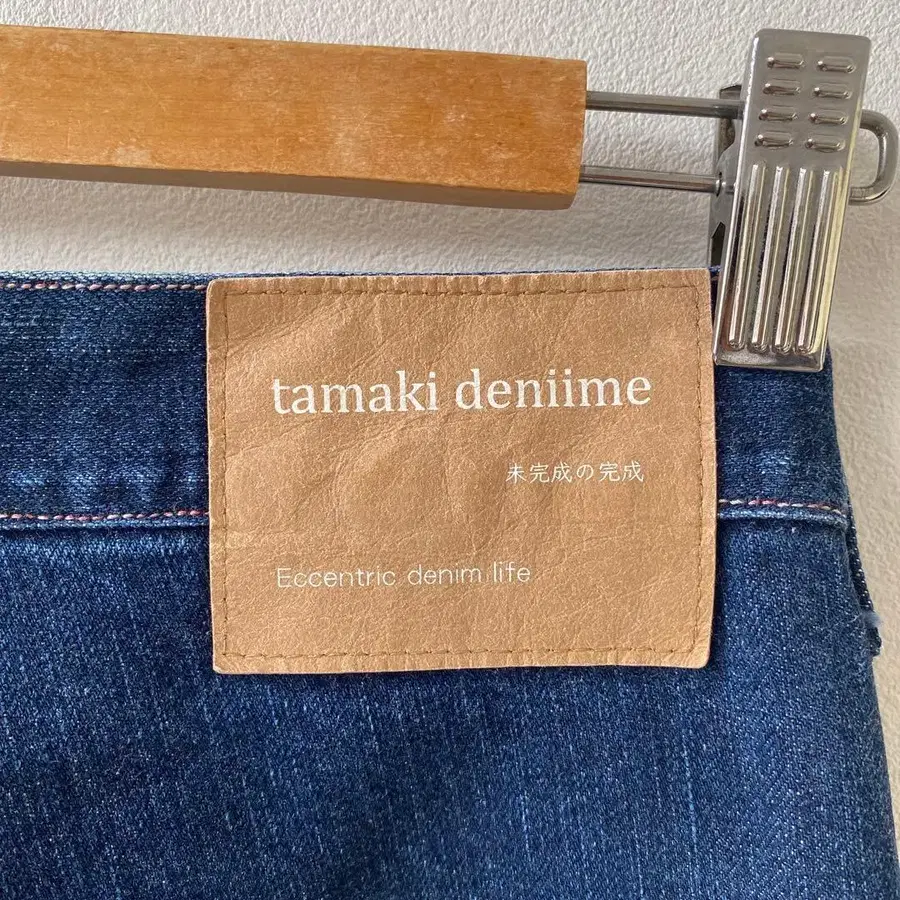 tamaki deniime
未完成の完成
Eccentric denim life